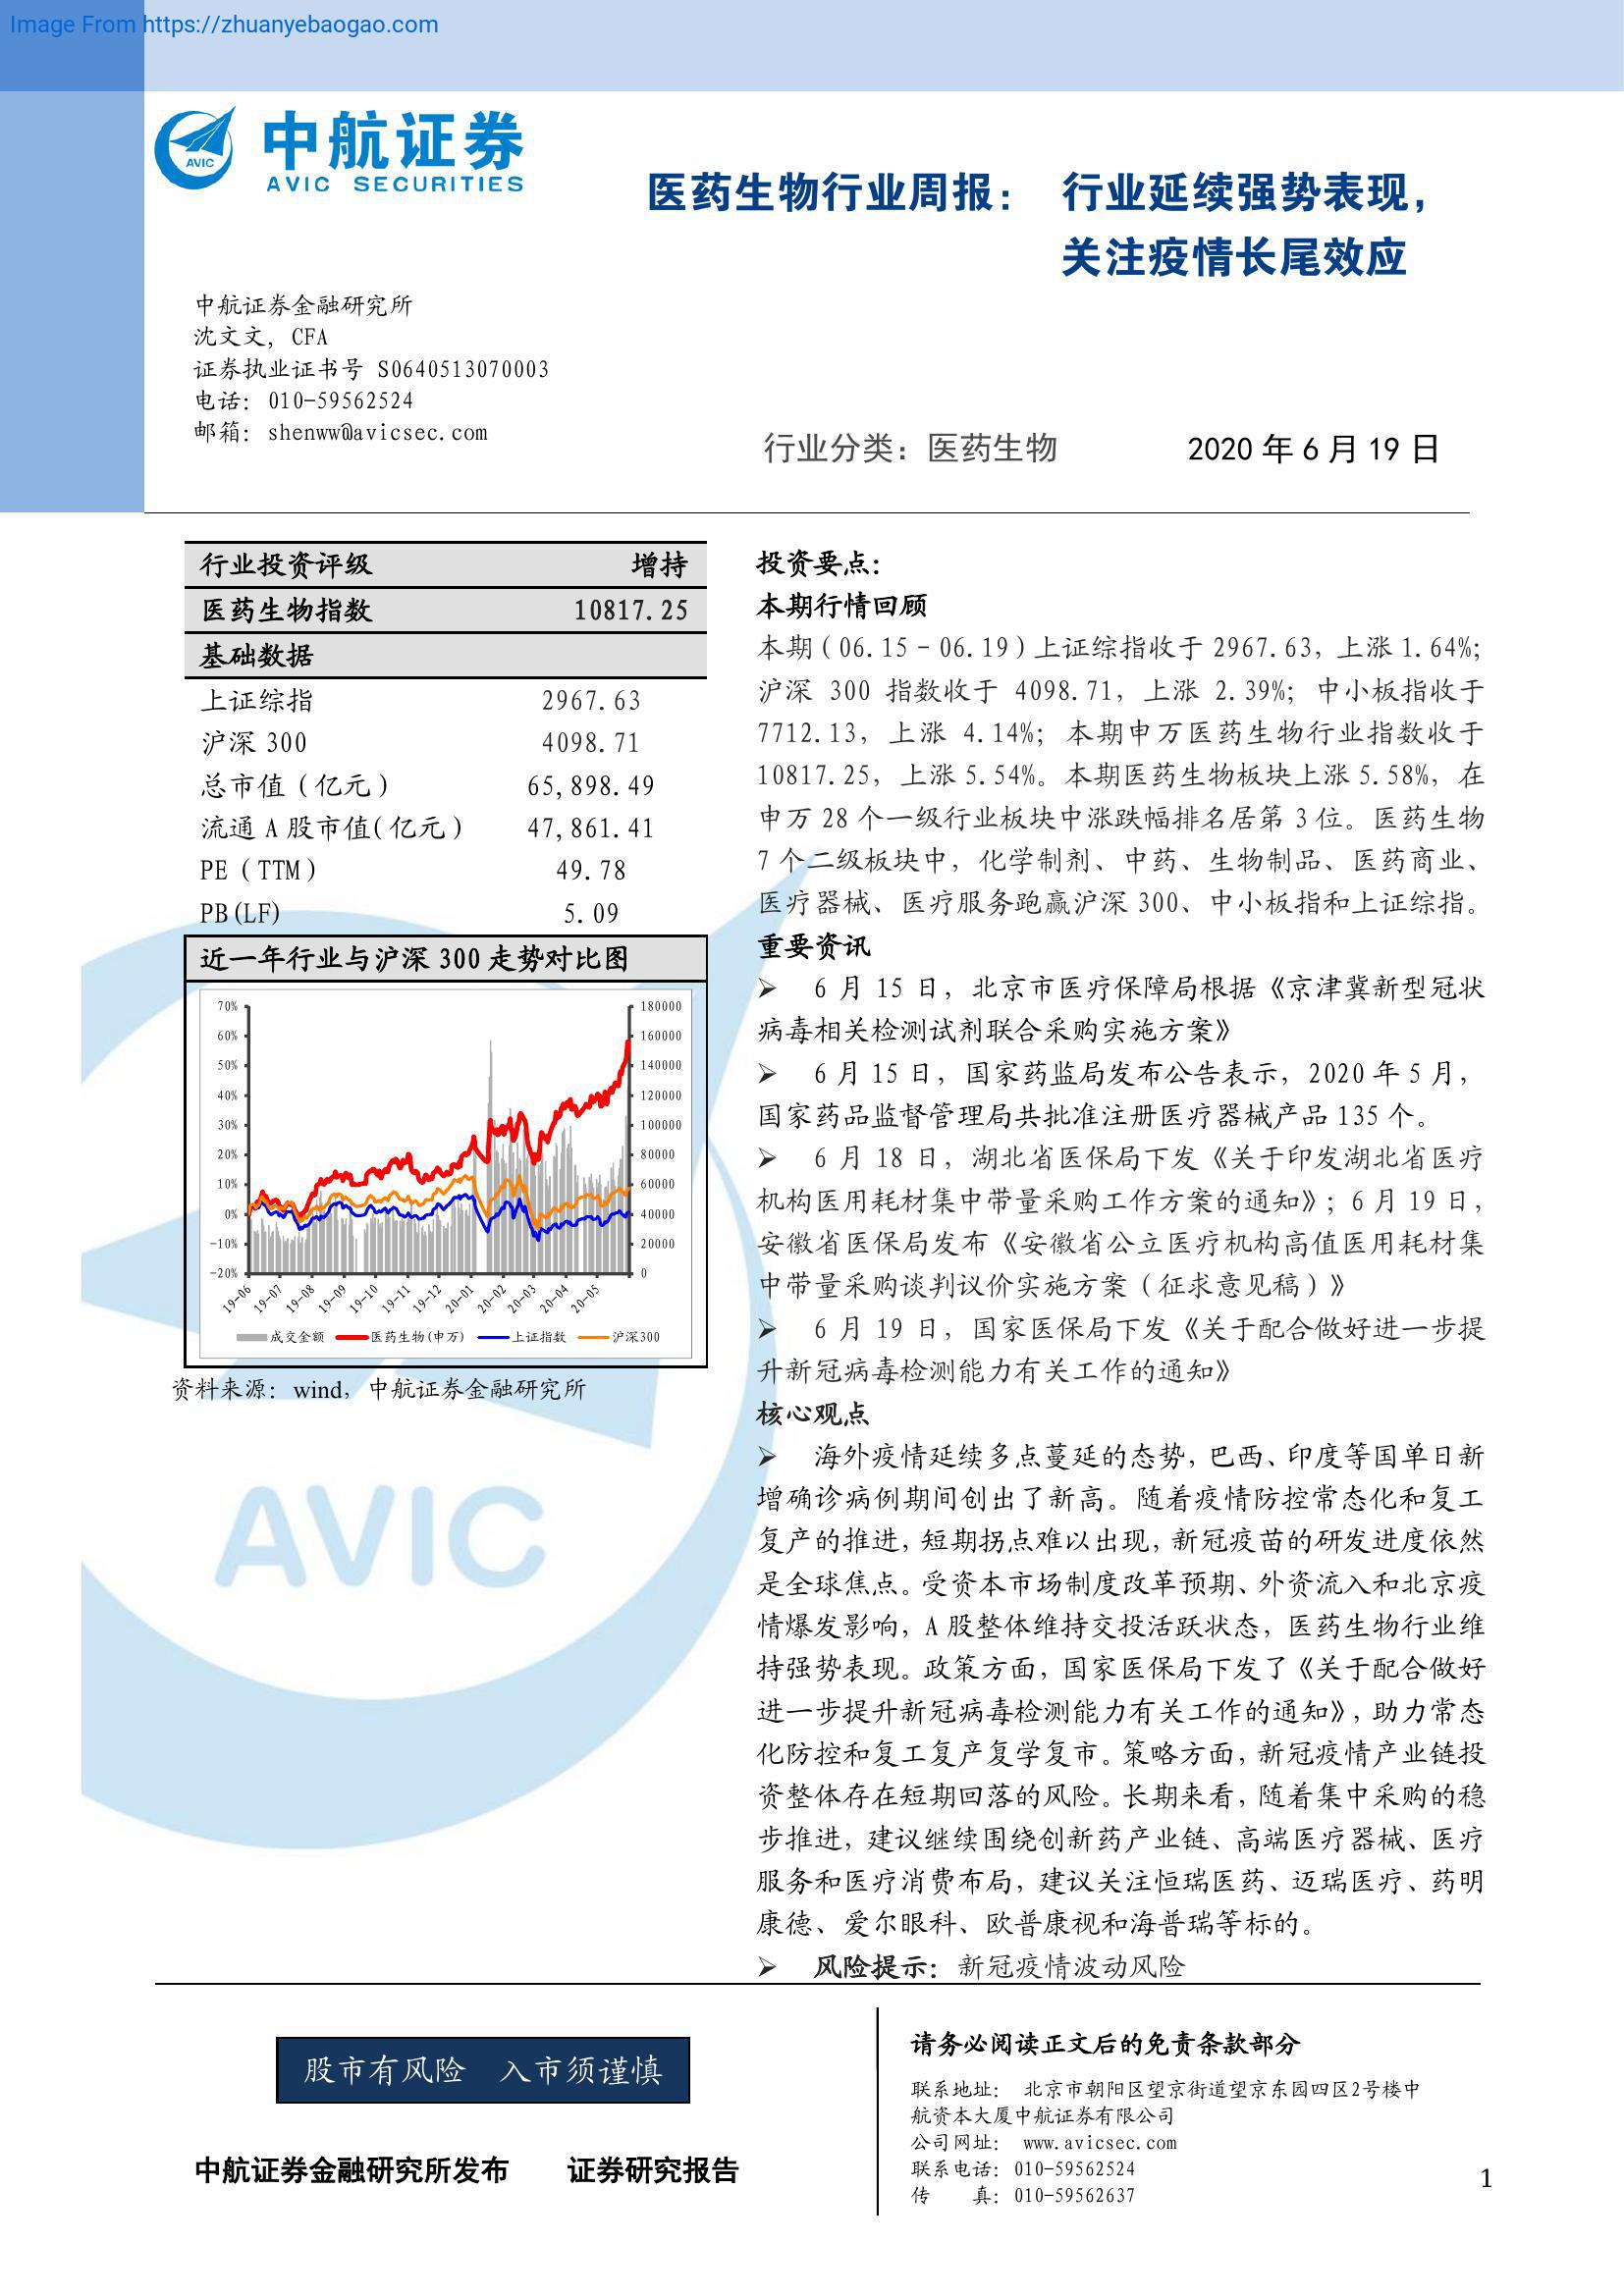 Image From https://zhuanyebaogao.com
AVIC
中航证券
AVIC SECURITIES
医药生物行业周报： 行业延续强势表现，
关注疫情长尾效应
中航证券金融研究所
沈文文，CFA
证券执业证书号 S0640513070003
电话：010-59562524
邮箱：shenww@avicsec.com
行业分类：医药生物 2020 年 6 月 19 日
行业投资评级 增持
医药生物指数 10817.25
基础数据
上证综指 2967.63
沪深 300 4098.71
总市值（亿元） 65,898.49
流通 A 股市值(亿元) 47,861.41
PE（TTM） 49.78
PB(LF) 5.09
近一年行业与沪深 300 走势对比图
70% 180000
60% 160000
50% 140000
40% 120000
30% 100000
20% 80000
10% 60000
0% 40000
-10% 20000
-20% 0
19-06 19-07 19-08 19-09 19-10 19-11 19-12 20-01 20-02 20-03 20-04 20-05
成交金额 医药生物(申万) 上证指数 沪深300
资料来源：wind，中航证券金融研究所
AVIC
投资要点：
本期行情回顾
本期（06.15-06.19）上证综指收于 2967.63，上涨 1.64%；
沪深 300 指数收于 4098.71，上涨 2.39%；中小板指收于
7712.13，上涨 4.14%；本期申万医药生物行业指数收于
10817.25，上涨 5.54%。本期医药生物板块上涨 5.58%，在
申万 28 个一级行业板块中涨跌幅排名居第 3 位。医药生物
7 个二级板块中，化学制剂、中药、生物制品、医药商业、
医疗器械、医疗服务跑赢沪深 300、中小板指和上证综指。
重要资讯
➢ 6 月 15 日，北京市医疗保障局根据《京津冀新型冠状
病毒相关检测试剂联合采购实施方案》
➢ 6 月 15 日，国家药监局发布公告表示，2020 年 5 月，
国家药品监督管理局共批准注册医疗器械产品 135 个。
➢ 6 月 18 日，湖北省医保局下发《关于印发湖北省医疗
机构医用耗材集中带量采购工作方案的通知》；6 月 19 日，
安徽省医保局发布《安徽省公立医疗机构高值医用耗材集
中带量采购谈判议价实施方案（征求意见稿）》
➢ 6 月 19 日，国家医保局下发《关于配合做好进一步提
升新冠病毒检测能力有关工作的通知》
核心观点
➢ 海外疫情延续多点蔓延的态势，巴西、印度等国单日新
增确诊病例期间创出了新高。随着疫情防控常态化和复工
复产的推进，短期拐点难以出现，新冠疫苗的研发进度依然
是全球焦点。受资本市场制度改革预期、外资流入和北京疫
情爆发影响，A 股整体维持交投活跃状态，医药生物行业维
持强势表现。政策方面，国家医保局下发了《关于配合做好
进一步提升新冠病毒检测能力有关工作的通知》，助力常态
化防控和复工复产复学复市。策略方面，新冠疫情产业链投
资整体存在短期回落的风险。长期来看，随着集中采购的稳
步推进，建议继续围绕创新药产业链、高端医疗器械、医疗
服务和医疗消费布局，建议关注恒瑞医药、迈瑞医疗、药明
康德、爱尔眼科、欧普康视和海普瑞等标的。
➢ 风险提示：新冠疫情波动风险
股市有风险 入市须谨慎
中航证券金融研究所发布 证券研究报告
请务必阅读正文后的免责条款部分
联系地址： 北京市朝阳区望京街道望京东园四区2号楼中
航资本大厦中航证券有限公司
公司网址： www.avicsec.com
联系电话：010-59562524
传 真：010-59562637
1